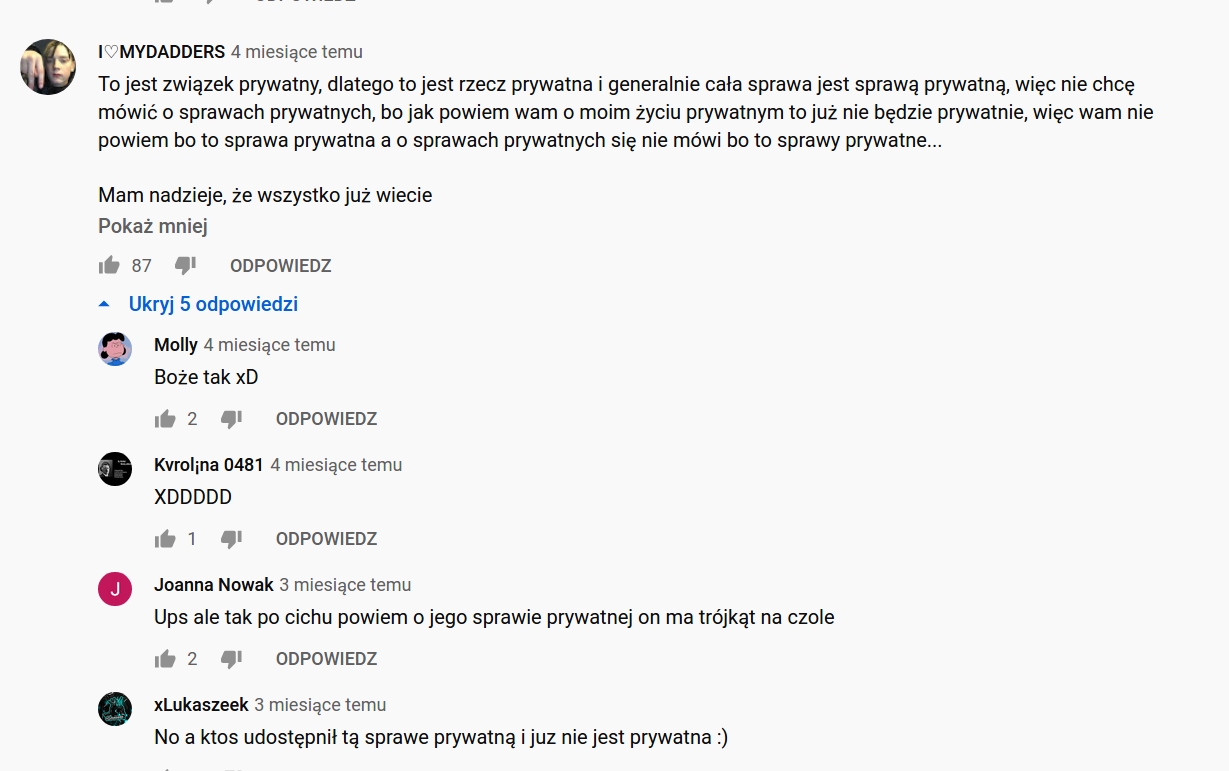 I♡MYDADDERS 4 miesiące temu
To jest związek prywatny, dlatego to jest rzecz prywatna i generalnie cała sprawa jest sprawą prywatną, więc nie chcę
mówić o sprawach prywatnych, bo jak powiem wam o moim życiu prywatnym to już nie będzie prywatnie, więc wam nie
powiem bo to sprawa prywatna a o sprawach prywatnych się nie mówi bo to sprawy prywatne...
Mam nadzieje, że wszystko już wiecie
Pokaż mniej
87 ODPOWIEDZ
Ukryj 5 odpowiedzi
Molly 4 miesiące temu
Boże tak xD
2 ODPOWIEDZ
Kvrol¡na 0481 4 miesiące temu
XDDDDD
1 ODPOWIEDZ
J
Joanna Nowak 3 miesiące temu
Ups ale tak po cichu powiem o jego sprawie prywatnej on ma trójkąt na czole
2 ODPOWIEDZ
xLukaszeek 3 miesiące temu
No a ktos udostępnił tą sprawe prywatną i juz nie jest prywatna :)